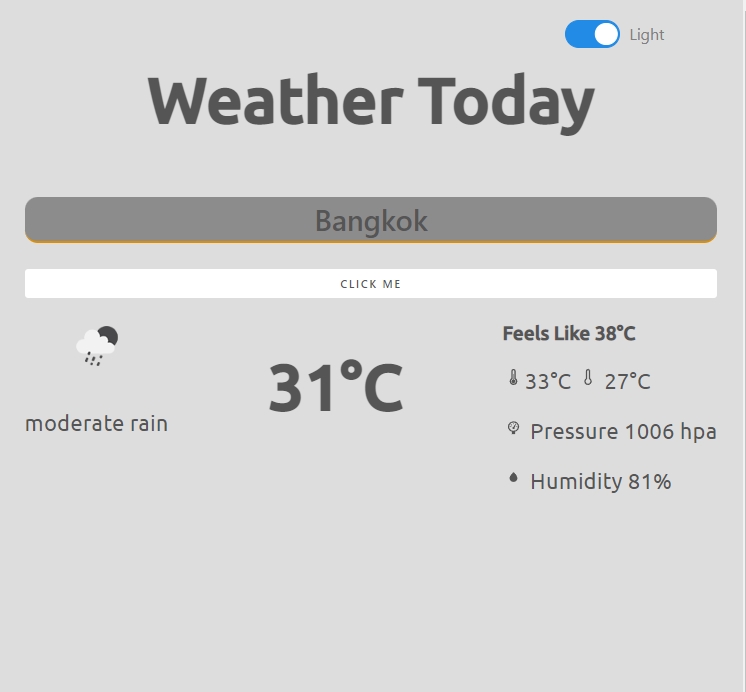 Light
Weather Today
Bangkok
CLICK ME
Feels Like 38°C
31°C
33°C 27°C
moderate rain
Pressure 1006 hpa
Humidity 81%